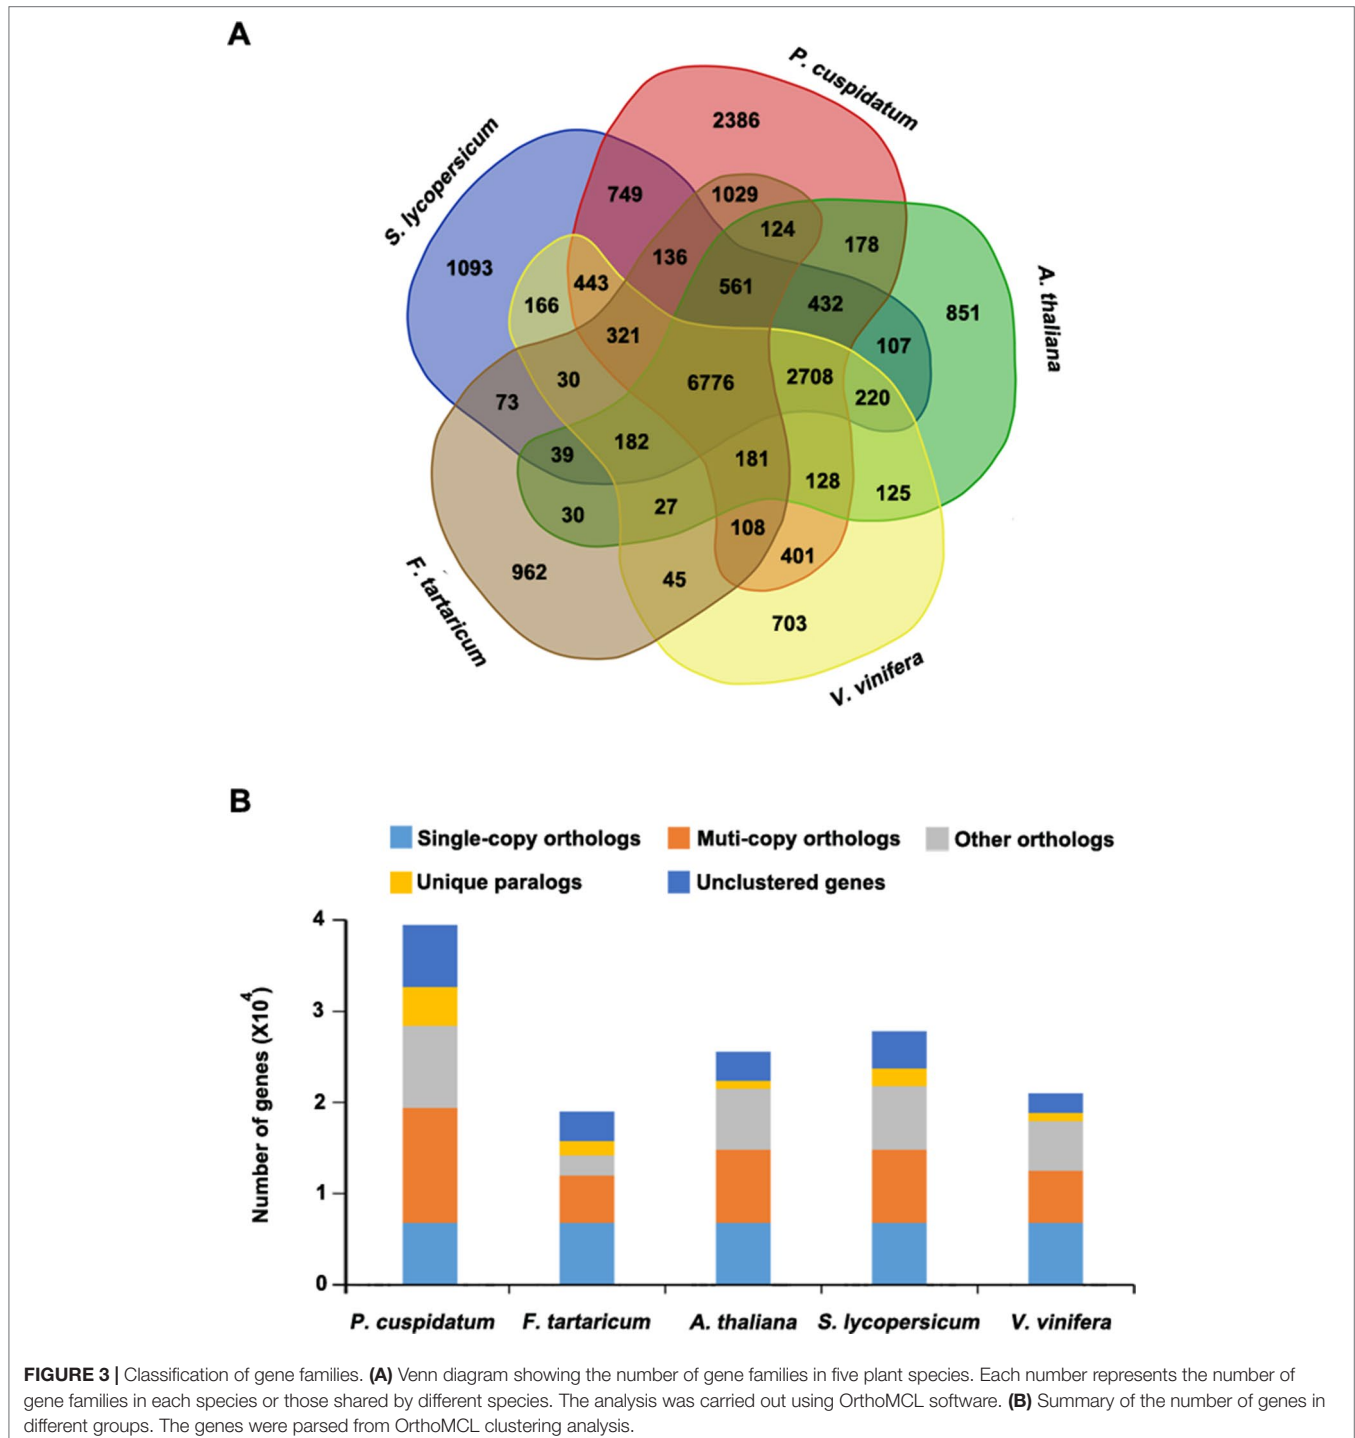 A
P. cuspidatum
S. lycopersicum
A. thaliana
F. tartaricum
V. vinifera
2386
749
1029
124
178
136
1093
443
561
432
851
166
107
321
30
6776
2708
220
73
182
39
181
128
125
30
27
108
401
962
45
703
B
Single-copy orthologs
Muti-copy orthologs
Other orthologs
Unique paralogs
Unclustered genes
Number of genes (X10⁴)
4
3
2
1
0
P. cuspidatum
F. tartaricum
A. thaliana
S. lycopersicum
V. vinifera
FIGURE 3 | Classification of gene families. (A) Venn diagram showing the number of gene families in five plant species. Each number represents the number of
gene families in each species or those shared by different species. The analysis was carried out using OrthoMCL software. (B) Summary of the number of genes in
different groups. The genes were parsed from OrthoMCL clustering analysis.